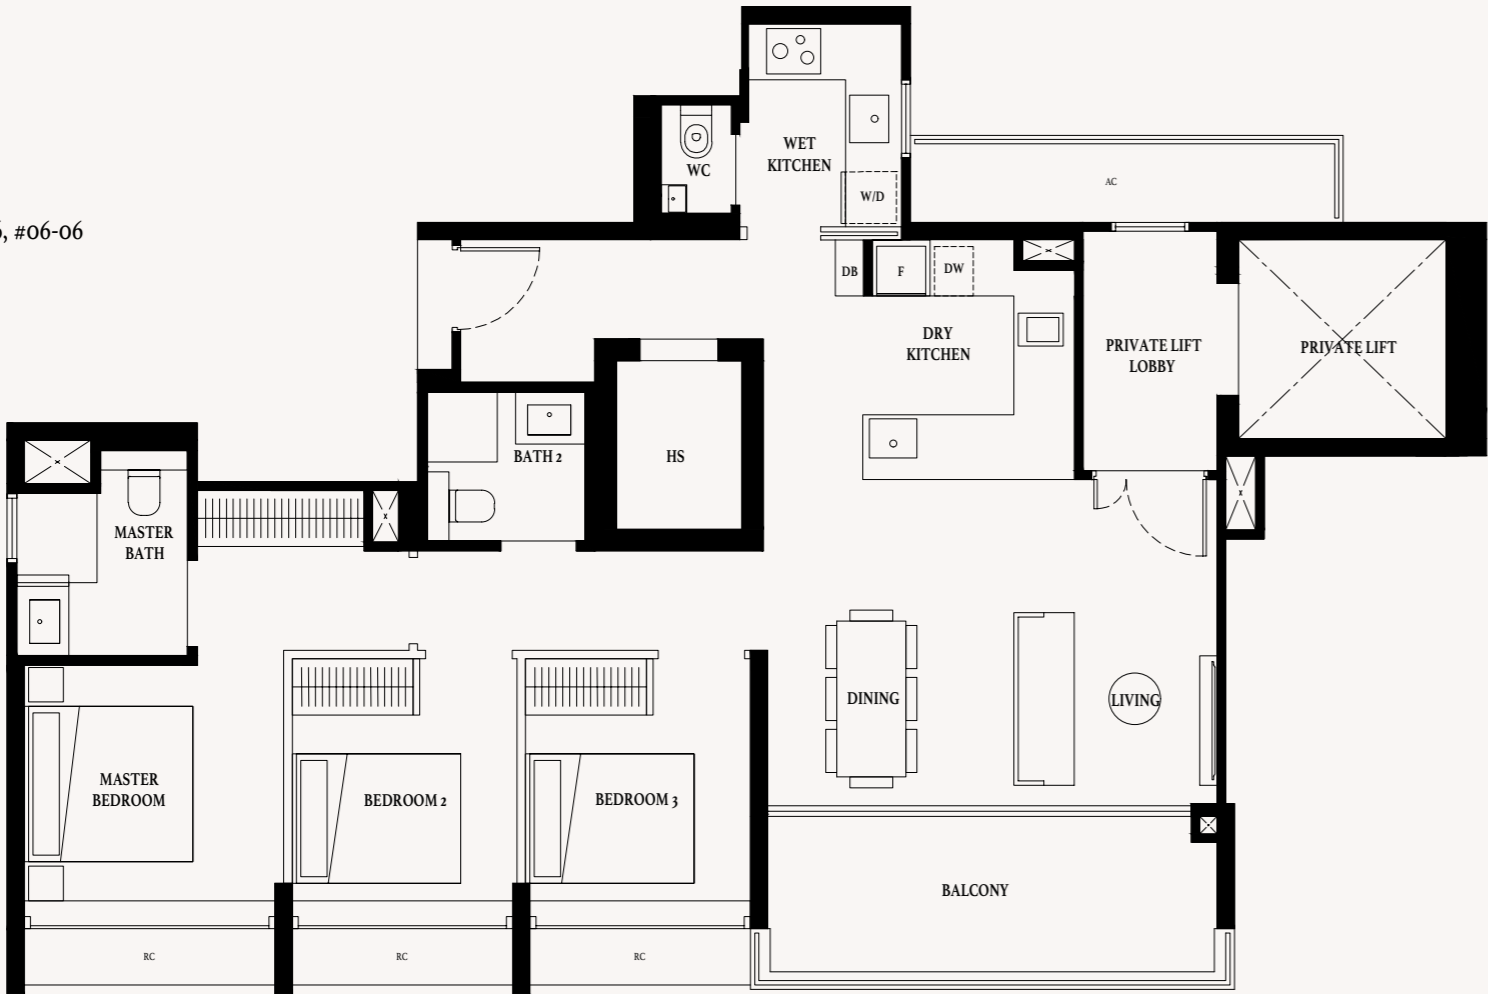 WET
KITCHEN
WC
AC
W/D
, #06-06
DB
F
DW
DRY
KITCHEN
PRIVATE LIFT
LOBBY
PRIVATE LIFT
HS
BATH 2
MASTER
BATH
DINING
LIVING
MASTER
BEDROOM
BEDROOM 2
BEDROOM 3
BALCONY
RC
RC
RC